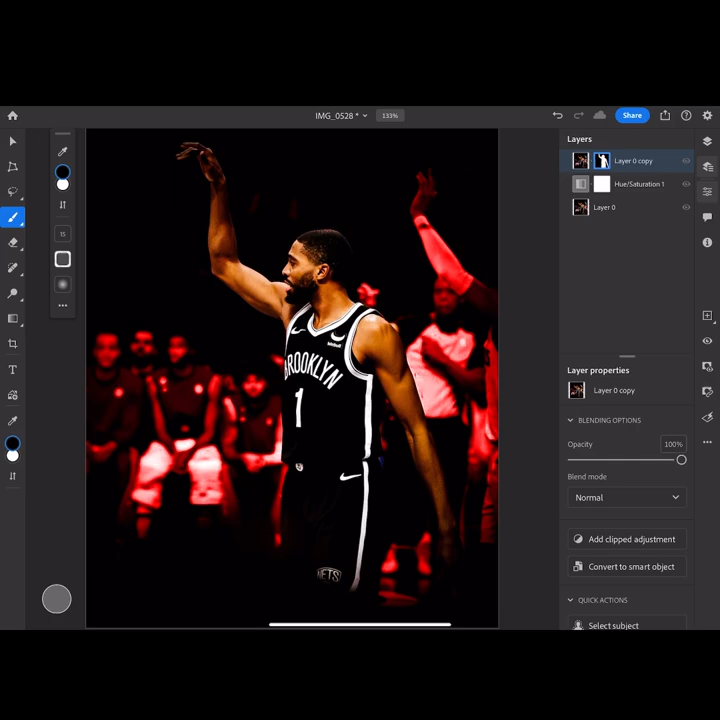 IMG_0528 *
133%
Share
Layers
Layer 0 copy
Hue/Saturation 1
Layer 0
15
BROOKLYN
1
NETS
Layer properties
Layer 0 copy
BLENDING OPTIONS
Opacity
100%
Blend mode
Normal
Add clipped adjustment
Convert to smart object
QUICK ACTIONS
Select subject